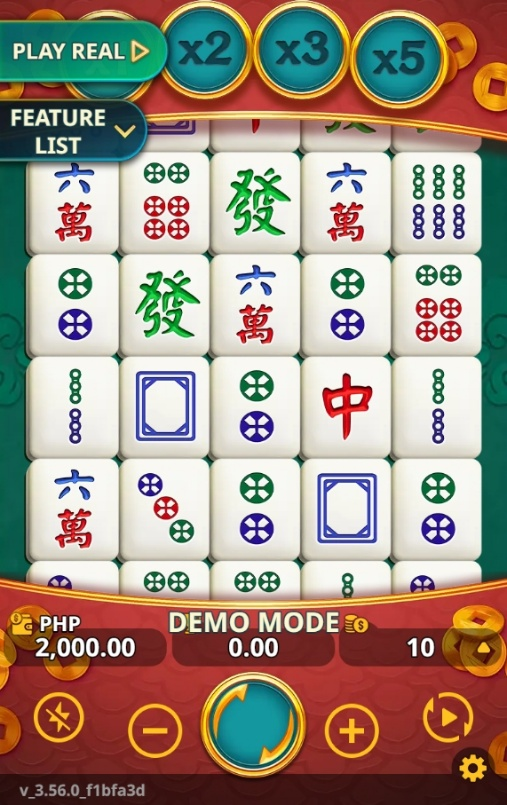 PLAY REAL
x2 x3 x5
FEATURE
LIST
六 六
萬 發 萬
發 六
萬
中
六
萬
DEMO MODE
PHP
2,000.00 0.00 10
v_3.56.0_f1bfa3d